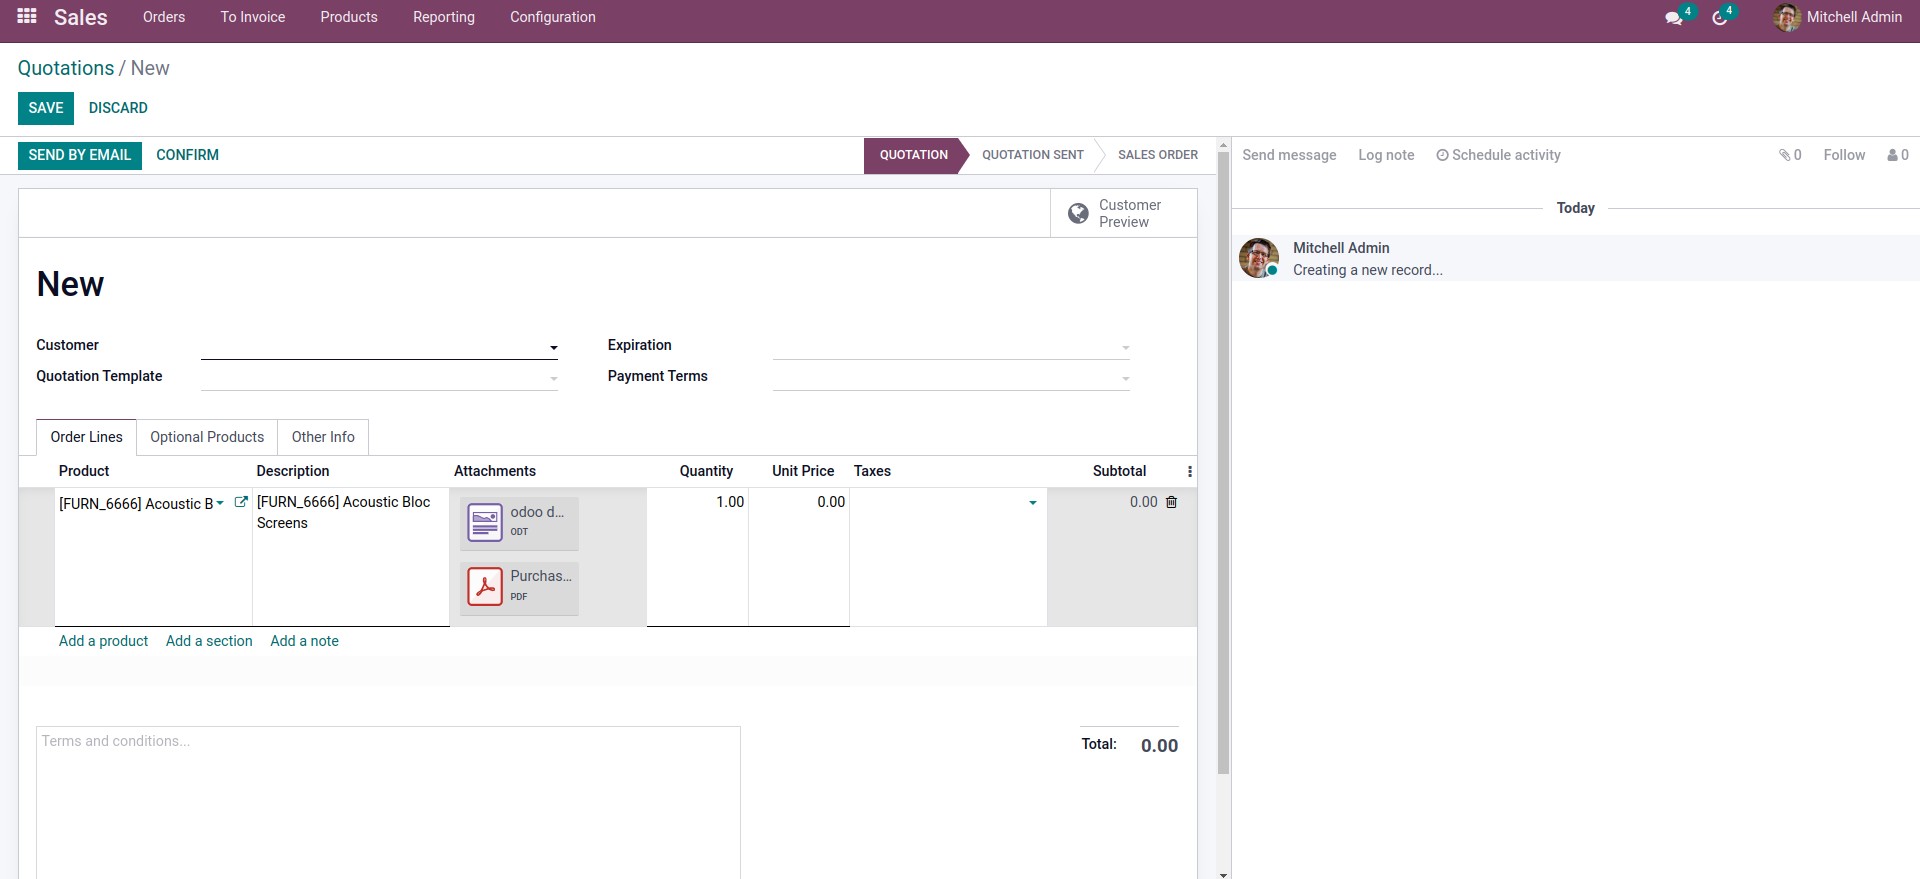 Sales Orders To Invoice Products Reporting Configuration 4 4 Mitchell Admin
Quotations / New
SAVE DISCARD
SEND BY EMAIL CONFIRM QUOTATION QUOTATION SENT SALES ORDER
Send message Log note Schedule activity 0 Follow 0
Customer
Preview
Today
Mitchell Admin
Creating a new record...
New
Customer Expiration
Quotation Template Payment Terms
Order Lines Optional Products Other Info
Product Description Attachments Quantity Unit Price Taxes Subtotal
[FURN_6666] Acoustic B
[FURN_6666] Acoustic Bloc
Screens
odoo d...
ODT
Purchas...
PDF
1.00 0.00 0.00
Add a product Add a section Add a note
Terms and conditions...
Total: 0.00